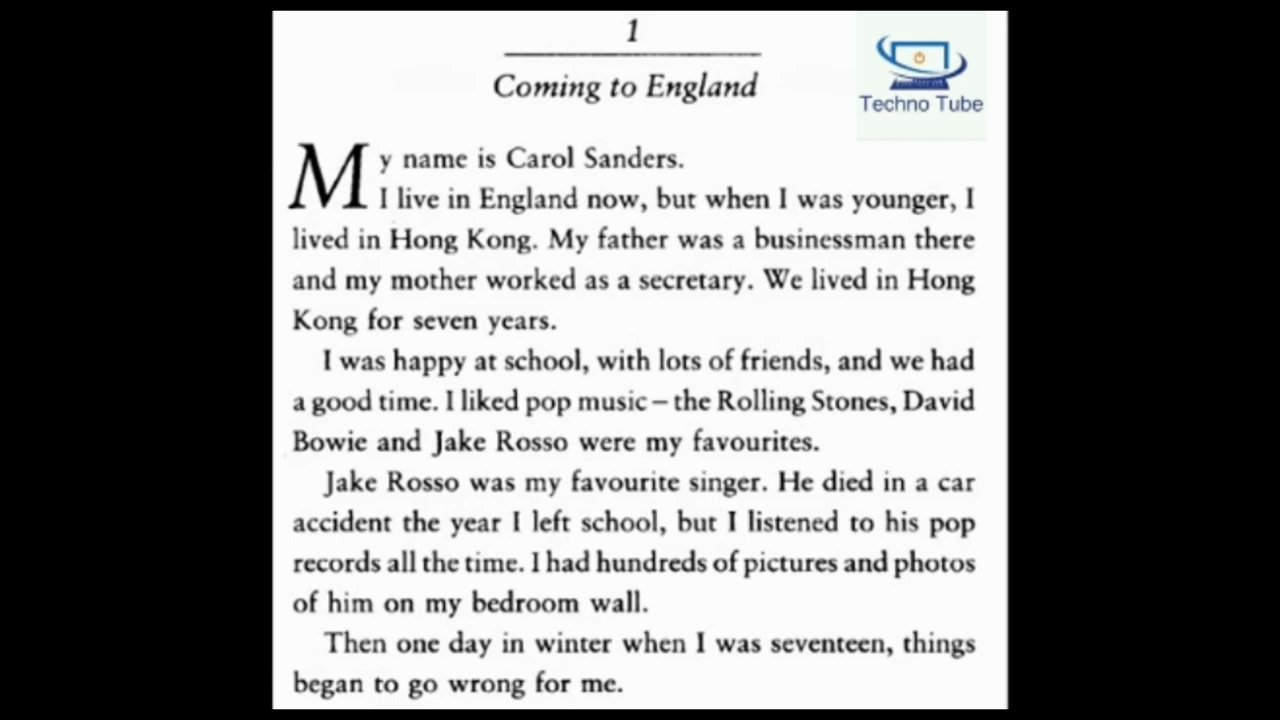 1
Coming to England
Techno Tube
My name is Carol Sanders.
I live in England now, but when I was younger, I
lived in Hong Kong. My father was a businessman there
and my mother worked as a secretary. We lived in Hong
Kong for seven years.
I was happy at school, with lots of friends, and we had
a good time. I liked pop music – the Rolling Stones, David
Bowie and Jake Rosso were my favourites.
Jake Rosso was my favourite singer. He died in a car
accident the year I left school, but I listened to his pop
records all the time. I had hundreds of pictures and photos
of him on my bedroom wall.
Then one day in winter when I was seventeen, things
began to go wrong for me.